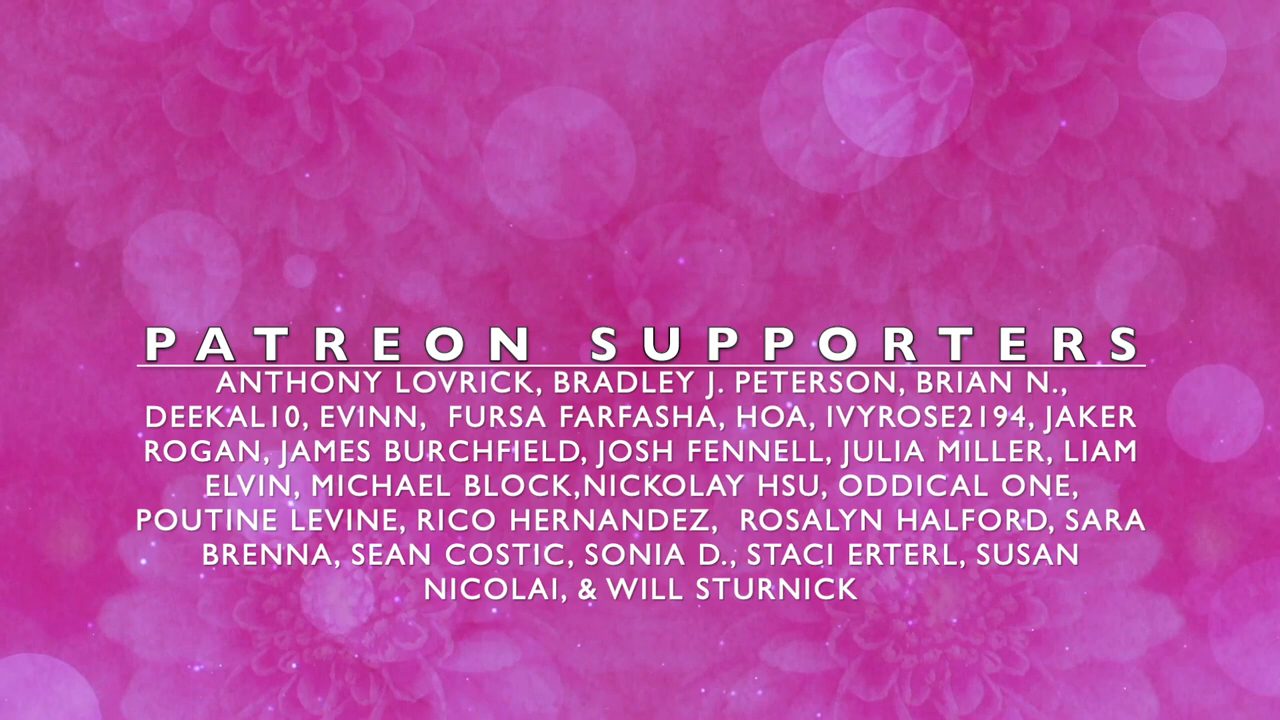 PATREON SUPPORTERS
ANTHONY LOVRICK, BRADLEY J. PETERSON, BRIAN N.,
DEEKAL10, EVINN,  FURSA FARFASHA, HOA, IVYROSE2194, JAKER
ROGAN, JAMES BURCHFIELD, JOSH FENNELL, JULIA MILLER, LIAM
ELVIN, MICHAEL BLOCK,NICKOLAY HSU, ODDICAL ONE,
POUTINE LEVINE, RICO HERNANDEZ,  ROSALYN HALFORD, SARA
BRENNA, SEAN COSTIC, SONIA D., STACI ERTERL, SUSAN
NICOLAI, & WILL STURNICK